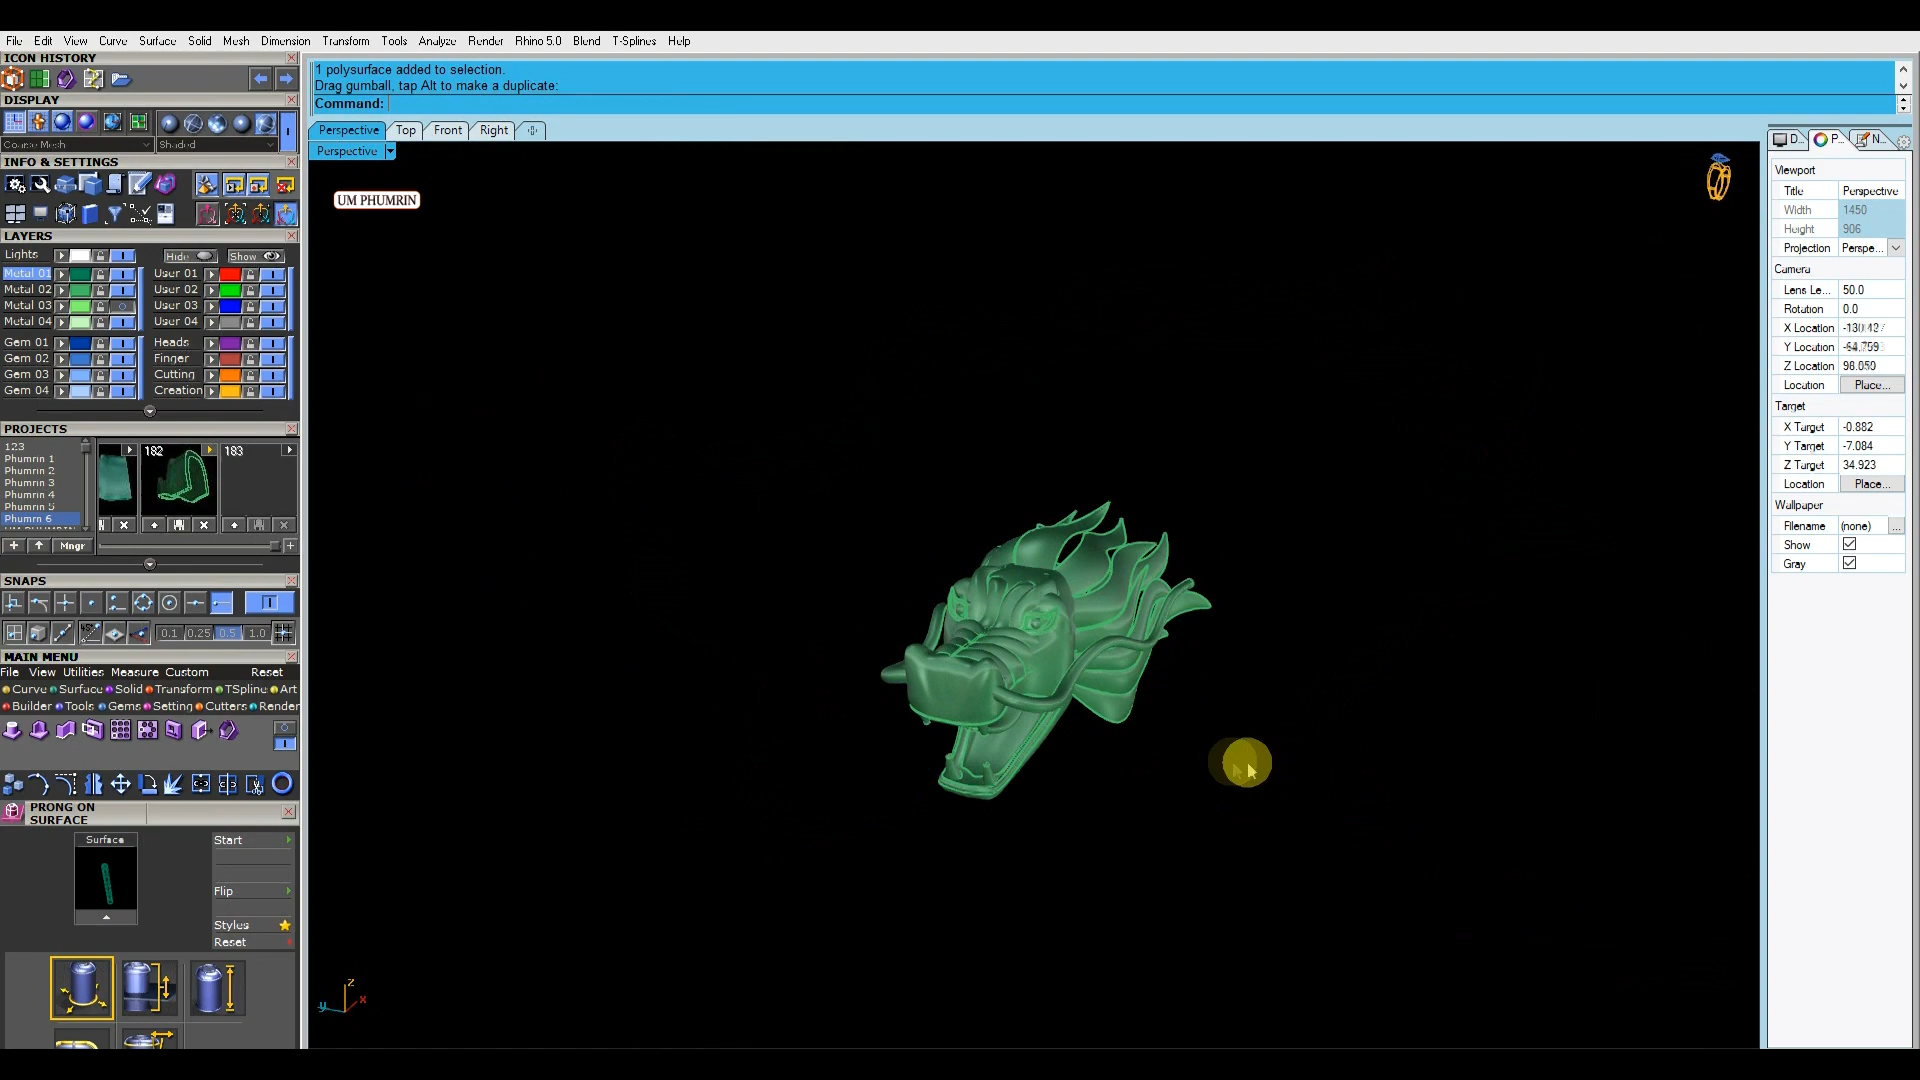 File Edit View Curve Surface Solid Mesh Dimension Transform Tools Analyze Render Rhino 5.0 Blend T-Splines Help
ICON HISTORY
1 polysurface added to selection.
Drag gumball, tap Alt to make a duplicate:
Command:
DISPLAY
Coarse Mesh Shaded
Perspective Top Front Right
Perspective
D... P... N...
INFO & SETTINGS
UM PHUMRIN
LAYERS
Lights Hide Show
Metal 01 User 01
Metal 02 User 02
Metal 03 User 03
Metal 04 User 04
Gem 01 Heads
Gem 02 Finger
Gem 03 Cutting
Gem 04 Creation
PROJECTS
123
Phumrin 1
Phumrin 2
Phumrin 3
Phumrin 4
Phumrin 5
Phumrin 6
182 183
Mngr
SNAPS
0.1 0.25 0.5 1.0
MAIN MENU
File View Utilities Measure Custom Reset
Curve Surface Solid Transform TSpline Art
Builder Tools Gems Setting Cutters Render
PRONG ON
SURFACE
Surface Start
Flip
Styles
Reset
z
y x
Viewport
Title Perspective
Width 1450
Height 906
Projection Perspe...
Camera
Lens Le... 50.0
Rotation 0.0
X Location
Y Location
Z Location
Location Place...
Target
X Target -0.882
Y Target -7.084
Z Target 34.923
Location Place...
Wallpaper
Filename (none) ...
Show
Gray